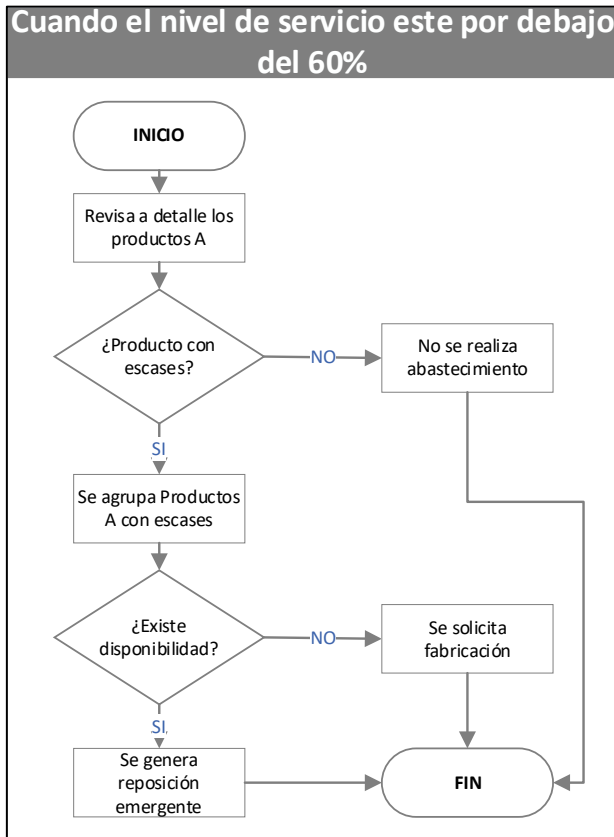 Cuando el nivel de servicio este por debajo
del 60%
INICIO
Revisa a detalle los
productos A
¿Producto con
escases?
NO
No se realiza
abastecimiento
SI
Se agrupa Productos
A con escases
¿Existe
disponibilidad?
NO
Se solicita
fabricación
SI
Se genera
reposición
emergente
FIN